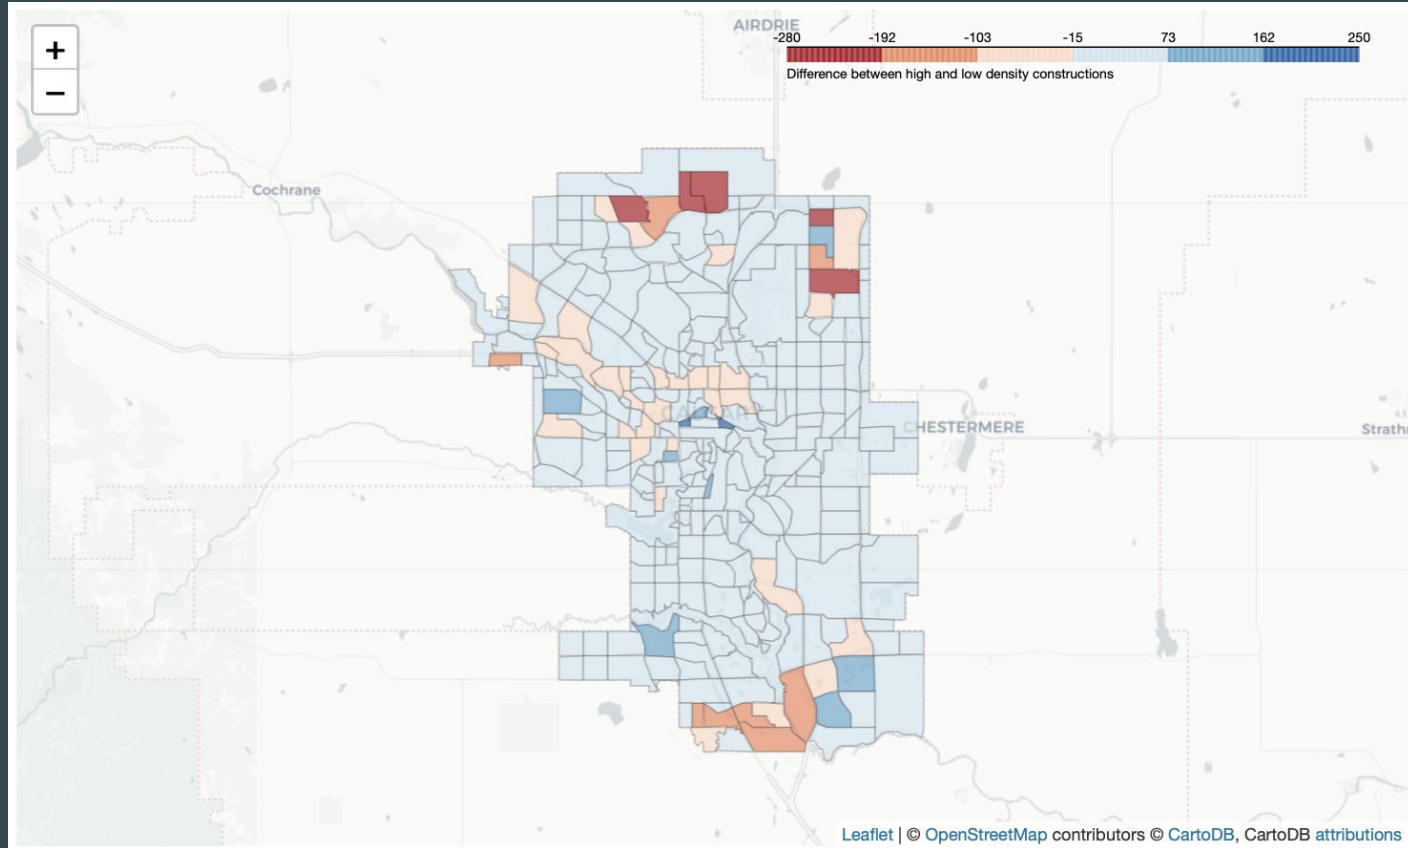 +
−
AIRDRIE
-280 -192 -103 -15 73 162 250
Difference between high and low density constructions
Cochrane
CALGARY
CHESTERMERE
Strath
Leaflet | © OpenStreetMap contributors © CartoDB, CartoDB attributions